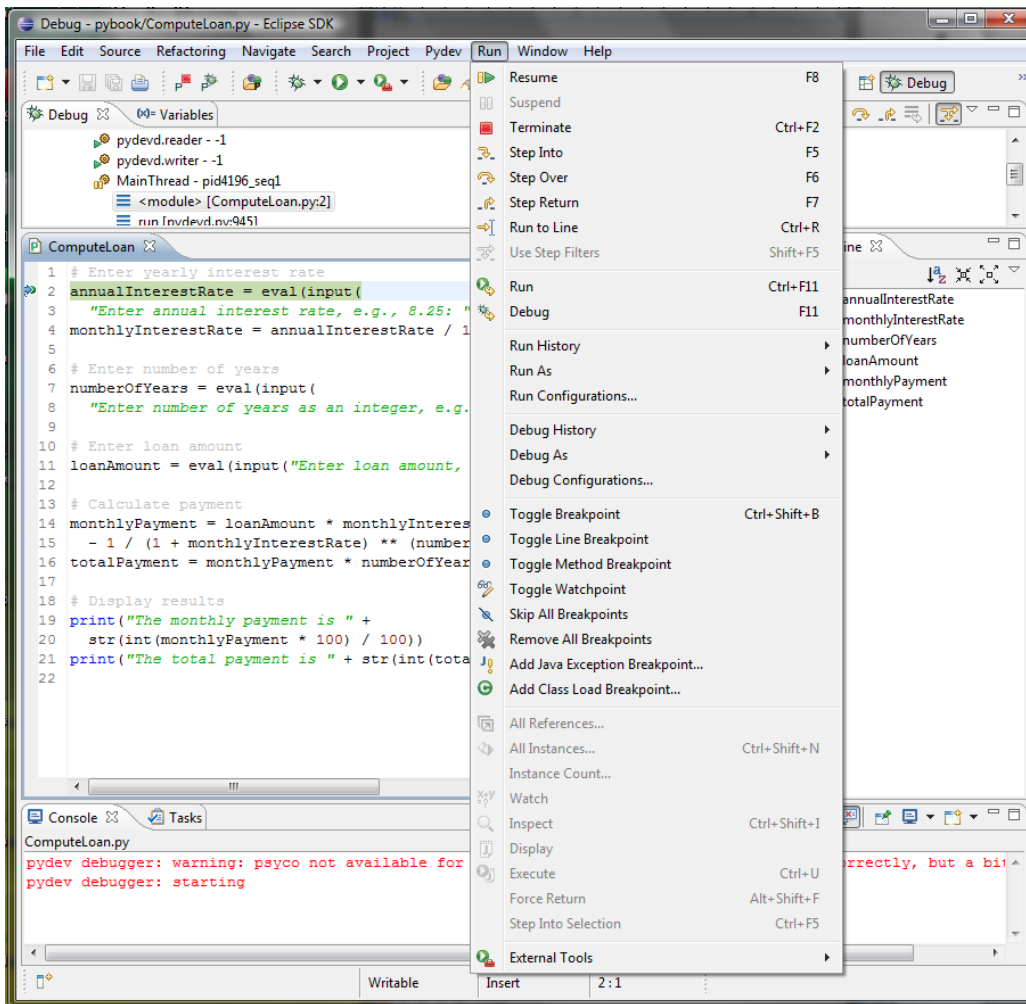 Debug - pybook/ComputeLoan.py - Eclipse SDK
File Edit Source Refactoring Navigate Search Project Pydev Run Window Help
Debug
Debug (x)= Variables
pydevd.reader - -1
pydevd.writer - -1
MainThread - pid4196_seq1
<module> [ComputeLoan.py:2]
run [pydevd.py:945]
ComputeLoan
1 # Enter yearly interest rate
2 annualInterestRate = eval(input(
3 "Enter annual interest rate, e.g., 8.25: "
4 monthlyInterestRate = annualInterestRate / 1
5
6 # Enter number of years
7 numberOfYears = eval(input(
8 "Enter number of years as an integer, e.g.
9
10 # Enter loan amount
11 loanAmount = eval(input("Enter loan amount,
12
13 # Calculate payment
14 monthlyPayment = loanAmount * monthlyInteres
15 - 1 / (1 + monthlyInterestRate) ** (number
16 totalPayment = monthlyPayment * numberOfYear
17
18 # Display results
19 print("The monthly payment is " +
20 str(int(monthlyPayment * 100) / 100))
21 print("The total payment is " + str(int(tota
22
Resume F8
Suspend
Terminate Ctrl+F2
Step Into F5
Step Over F6
Step Return F7
Run to Line Ctrl+R
Use Step Filters Shift+F5
Run Ctrl+F11
Debug F11
Run History
Run As
Run Configurations...
Debug History
Debug As
Debug Configurations...
Toggle Breakpoint Ctrl+Shift+B
Toggle Line Breakpoint
Toggle Method Breakpoint
Toggle Watchpoint
Skip All Breakpoints
Remove All Breakpoints
Add Java Exception Breakpoint...
Add Class Load Breakpoint...
All References...
All Instances... Ctrl+Shift+N
Instance Count...
Watch
Inspect Ctrl+Shift+I
Display
Execute Ctrl+U
Force Return Alt+Shift+F
Step Into Selection Ctrl+F5
External Tools
ine
annualInterestRate
monthlyInterestRate
numberOfYears
loanAmount
monthlyPayment
totalPayment
Console Tasks
ComputeLoan.py
pydev debugger: warning: psyco not available for rrectly, but a bit
pydev debugger: starting
Writable Insert 2:1